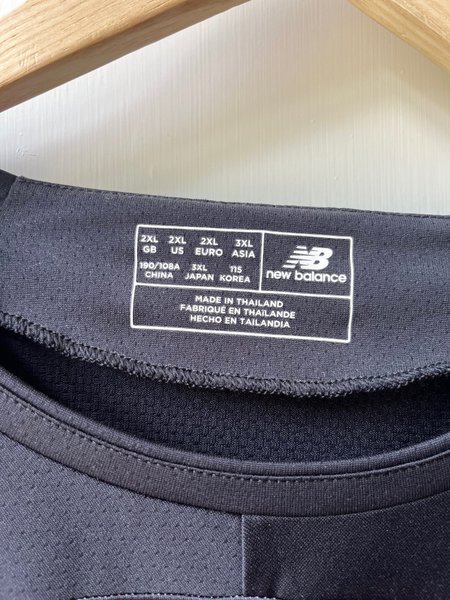 2XL 2XL 2XL 3XL
GB US EURO ASIA
190/108A 3XL 115
CHINA JAPAN KOREA
NB
new balance
MADE IN THAILAND
FABRIQUÉ EN THAÏLANDE
HECHO EN TAILANDIA